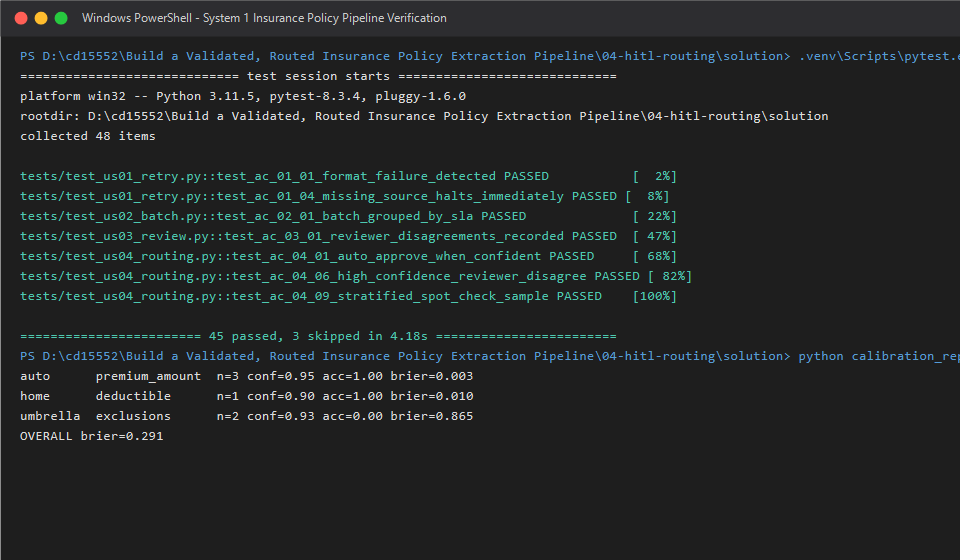 Windows PowerShell - System 1 Insurance Policy Pipeline Verification
PS D:\cd15552\Build a Validated, Routed Insurance Policy Extraction Pipeline\04-hitl-routing\solution> .venv\Scripts\pytest.e
============================= test session starts =============================
platform win32 -- Python 3.11.5, pytest-8.3.4, pluggy-1.6.0
rootdir: D:\cd15552\Build a Validated, Routed Insurance Policy Extraction Pipeline\04-hitl-routing\solution
collected 48 items
tests/test_us01_retry.py::test_ac_01_01_format_failure_detected PASSED           [  2%]
tests/test_us01_retry.py::test_ac_01_04_missing_source_halts_immediately PASSED [  8%]
tests/test_us02_batch.py::test_ac_02_01_batch_grouped_by_sla PASSED              [ 22%]
tests/test_us03_review.py::test_ac_03_01_reviewer_disagreements_recorded PASSED  [ 47%]
tests/test_us04_routing.py::test_ac_04_01_auto_approve_when_confident PASSED     [ 68%]
tests/test_us04_routing.py::test_ac_04_06_high_confidence_reviewer_disagree PASSED [ 82%]
tests/test_us04_routing.py::test_ac_04_09_stratified_spot_check_sample PASSED    [100%]
======================== 45 passed, 3 skipped in 4.18s ========================
PS D:\cd15552\Build a Validated, Routed Insurance Policy Extraction Pipeline\04-hitl-routing\solution> python calibration_rep
auto      premium_amount  n=3 conf=0.95 acc=1.00 brier=0.003
home      deductible      n=1 conf=0.90 acc=1.00 brier=0.010
umbrella  exclusions      n=2 conf=0.93 acc=0.00 brier=0.865
OVERALL brier=0.291